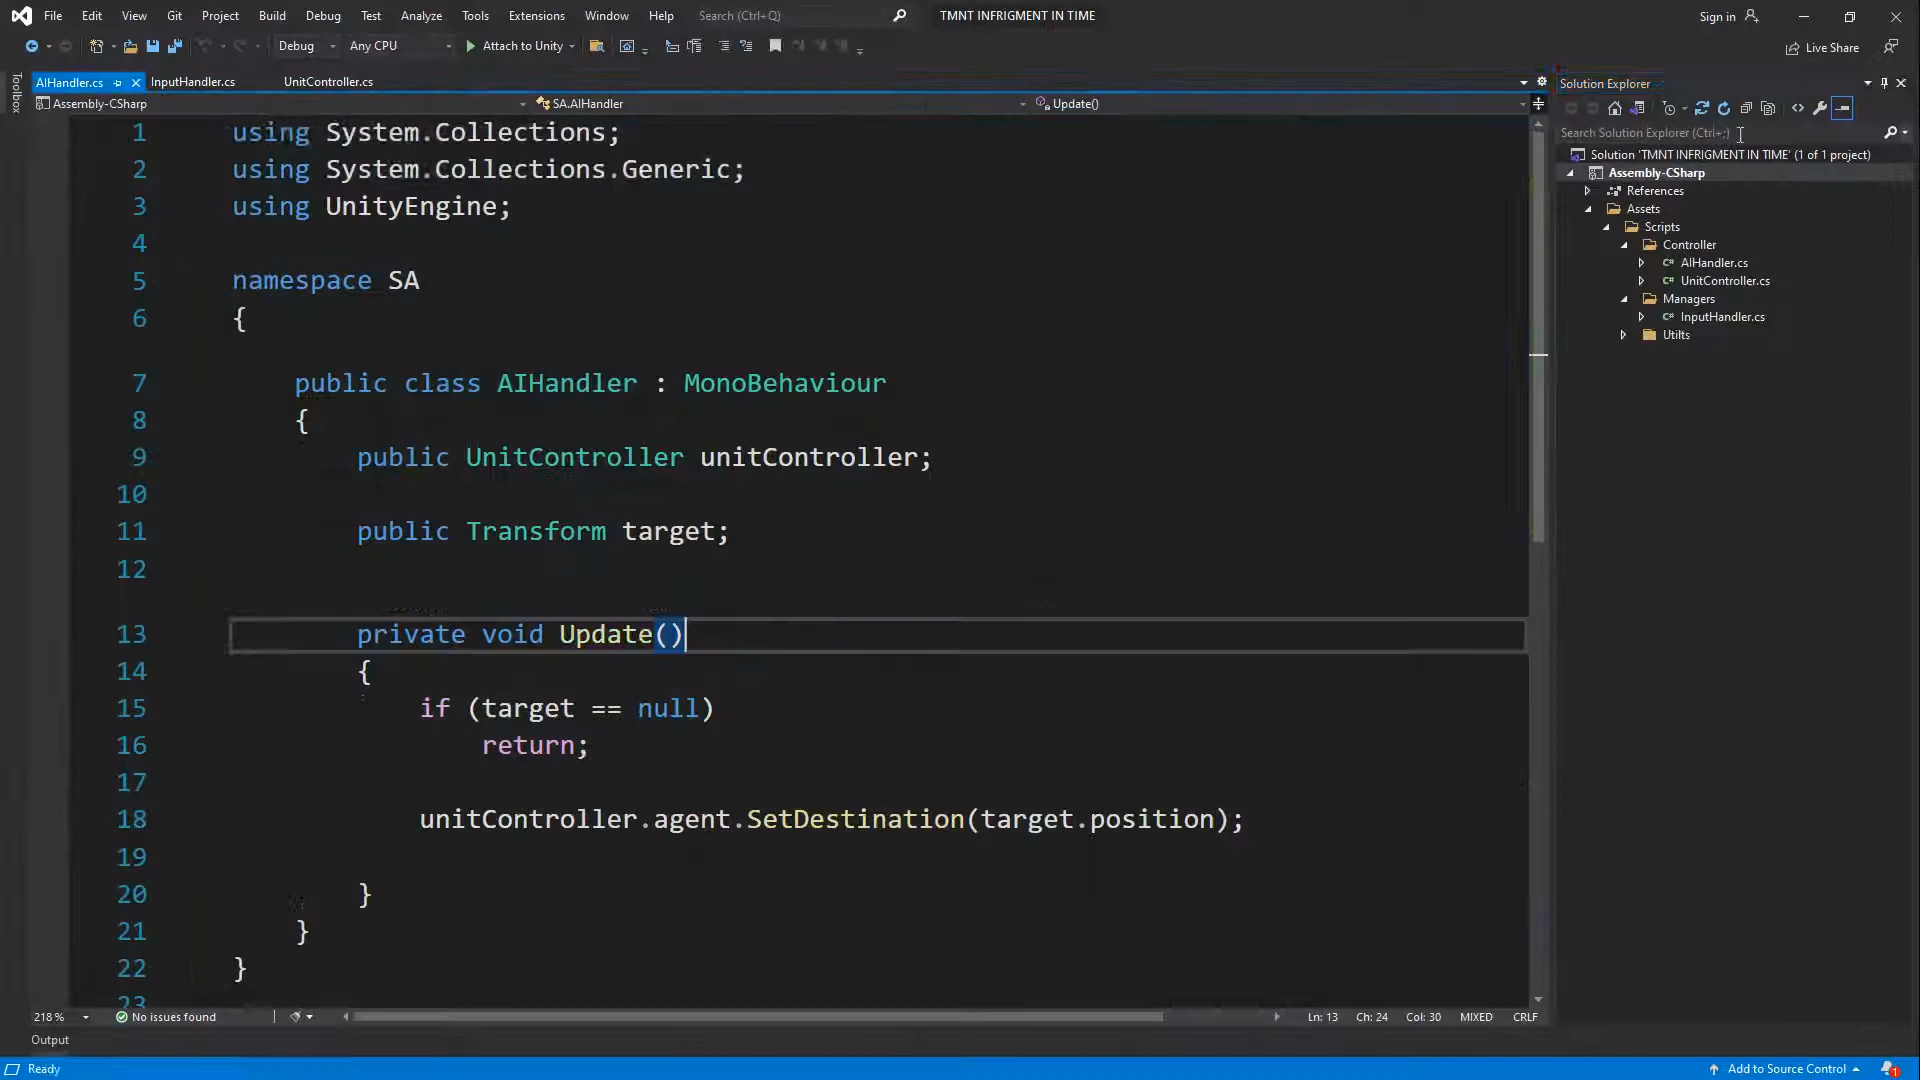 File Edit View Git Project Build Debug Test Analyze Tools Extensions Window Help Search (Ctrl+Q) TMNT INFRIGMENT IN TIME Sign in
Debug Any CPU Attach to Unity Live Share
Toolbox
AIHandler.cs InputHandler.cs UnitController.cs
Assembly-CSharp SA.AIHandler Update()
1 using System.Collections;
2 using System.Collections.Generic;
3 using UnityEngine;
4
5 namespace SA
6 {
7 public class AIHandler : MonoBehaviour
8 {
9 public UnitController unitController;
10
11 public Transform target;
12
13 private void Update()
14 {
15 if (target == null)
16 return;
17
18 unitController.agent.SetDestination(target.position);
19
20 }
21 }
22 }
23
218 % No issues found Ln: 13 Ch: 24 Col: 30 MIXED CRLF
Output
Ready Add to Source Control 1
Solution Explorer
Search Solution Explorer (Ctrl+;)
Solution 'TMNT INFRIGMENT IN TIME' (1 of 1 project)
Assembly-CSharp
References
Assets
Scripts
Controller
C# AIHandler.cs
C# UnitController.cs
Managers
C# InputHandler.cs
Utilts